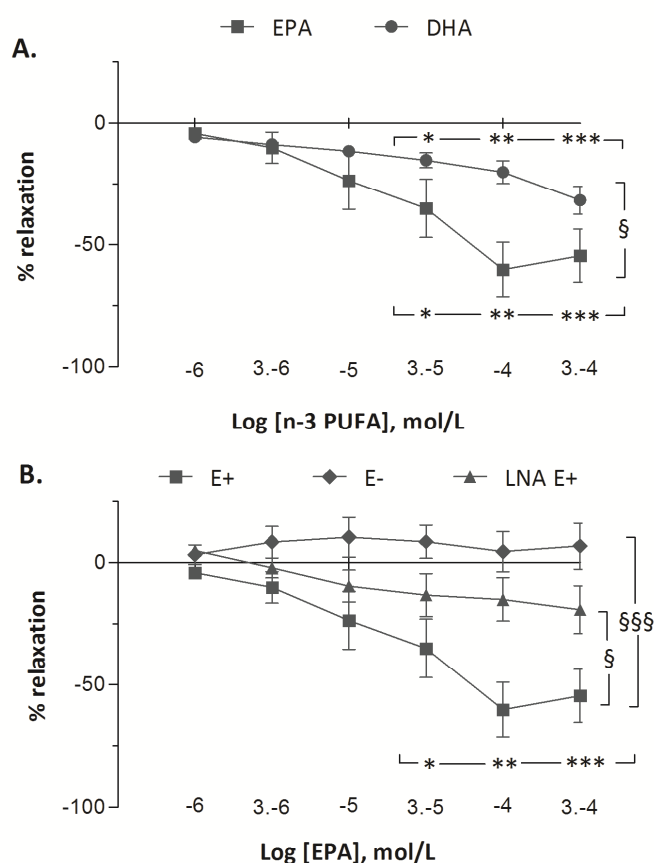 EPA DHA
A.
0
* ** ***
% relaxation
§
-50
* ** ***
-100
-6 3.-6 -5 3.-5 -4 3.-4
Log [n-3 PUFA], mol/L
B.
E+ E- LNA E+
0
% relaxation
§§§
§
-50
* ** ***
-100
-6 3.-6 -5 3.-5 -4 3.-4
Log [EPA], mol/L